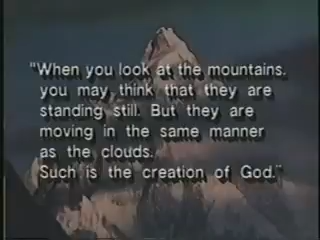 "When you look at the mountains.
you may think that they are
standing still. But they are
moving in the same manner
as the clouds.
Such is the creation of God."